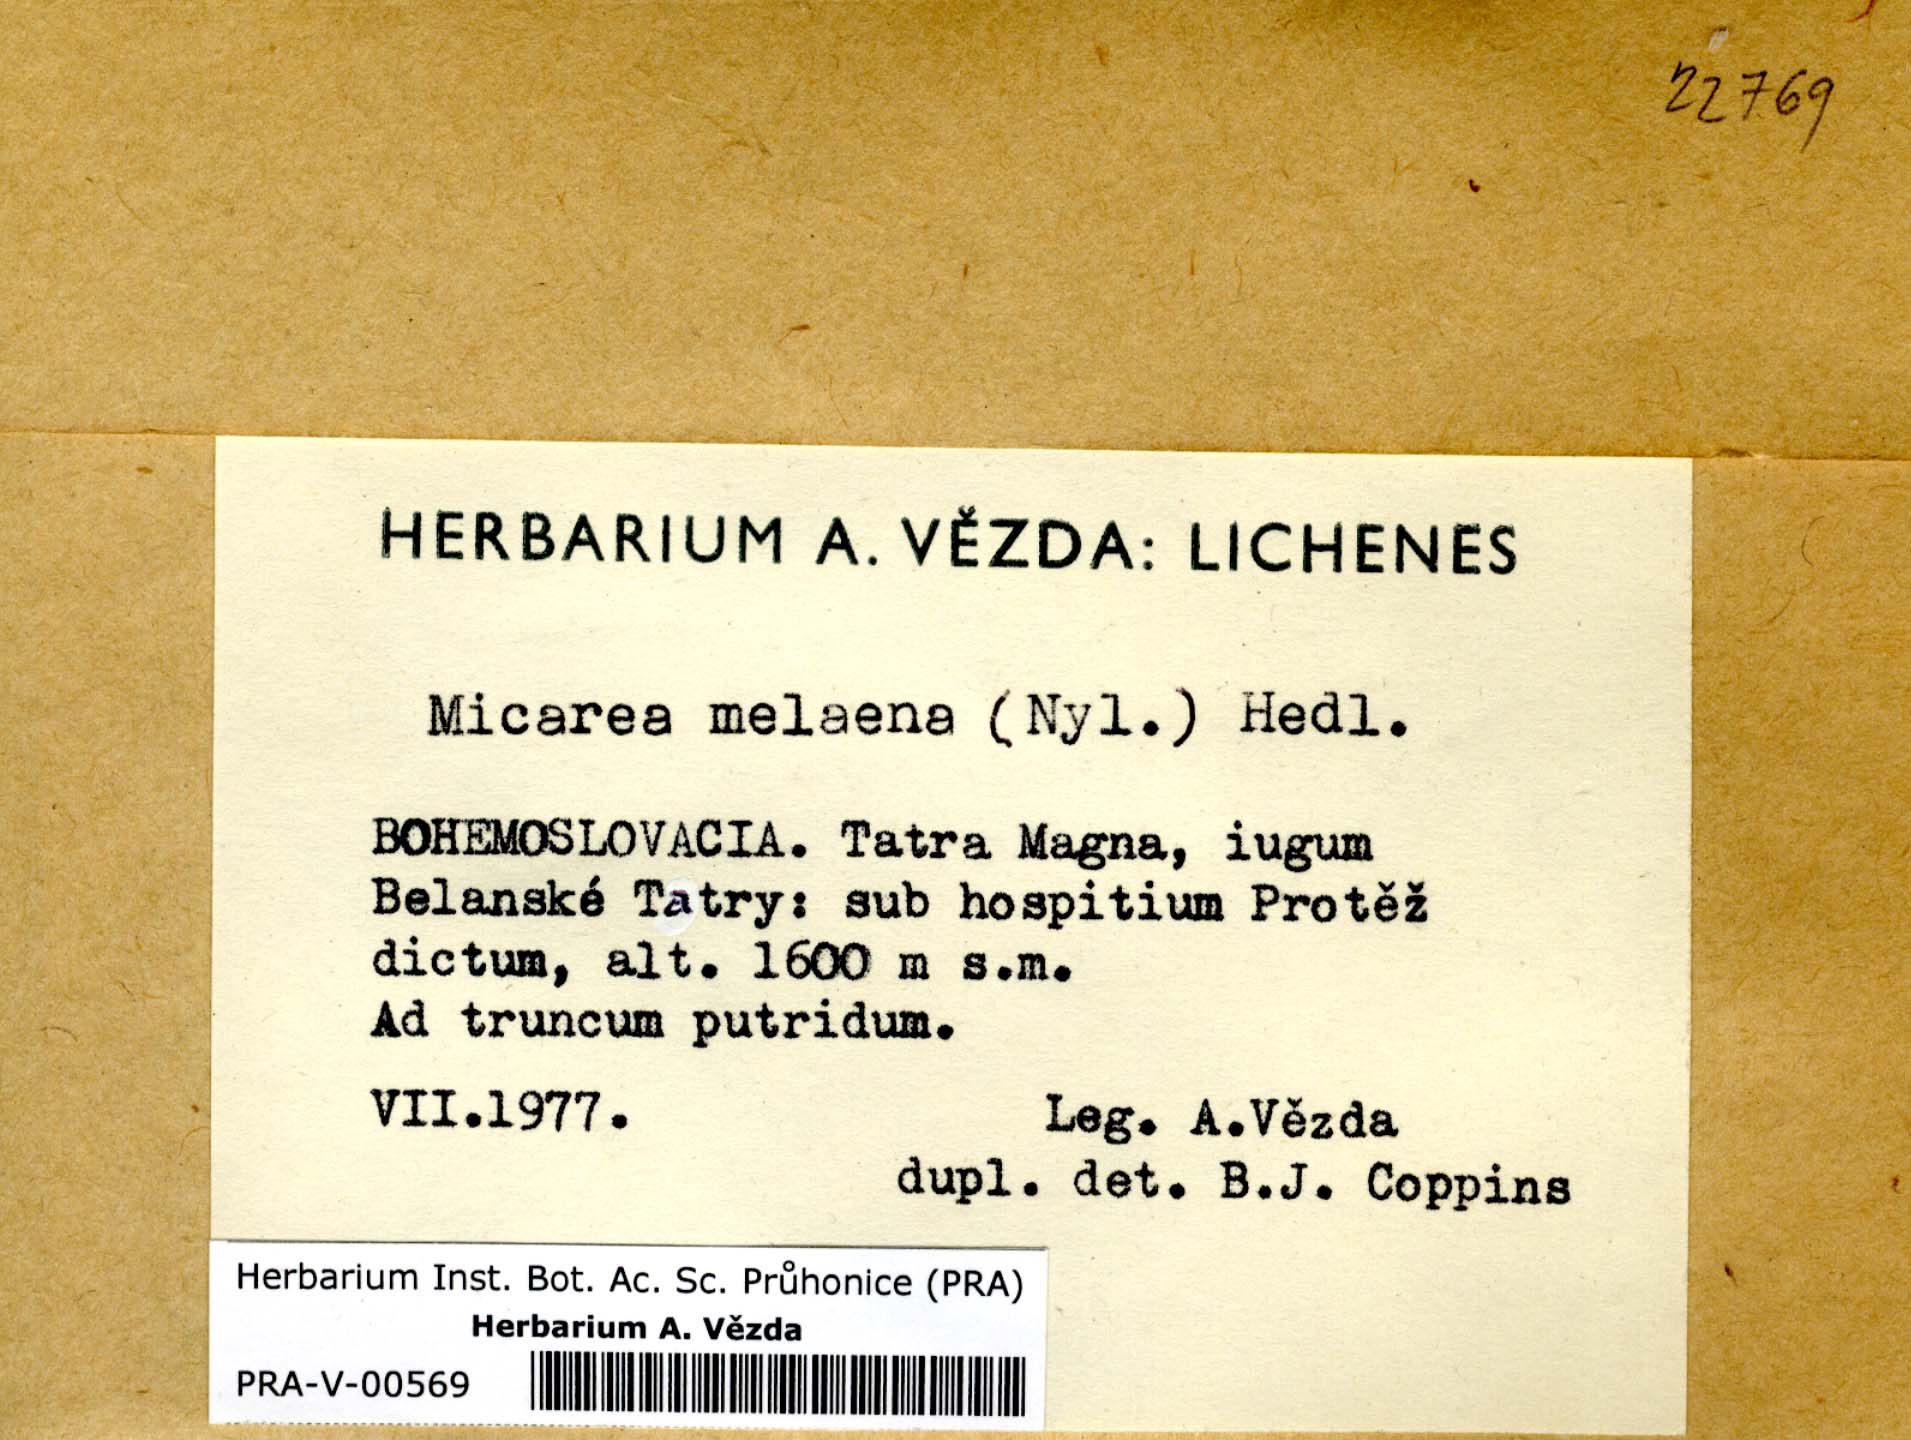 22769
HERBARIUM A. VĚZDA: LICHENES
Micarea melaena (Nyl.) Hedl.
BOHEMOSLOVACIA. Tatra Magna, iugum
Belanské Tatry: sub hospitium Protěž
dictum, alt. 1600 m s.m.
Ad truncum putridum.
VII.1977. Leg. A.Vězda
dupl. det. B.J. Coppins
Herbarium Inst. Bot. Ac. Sc. Průhonice (PRA)
Herbarium A. Vězda
PRA-V-00569